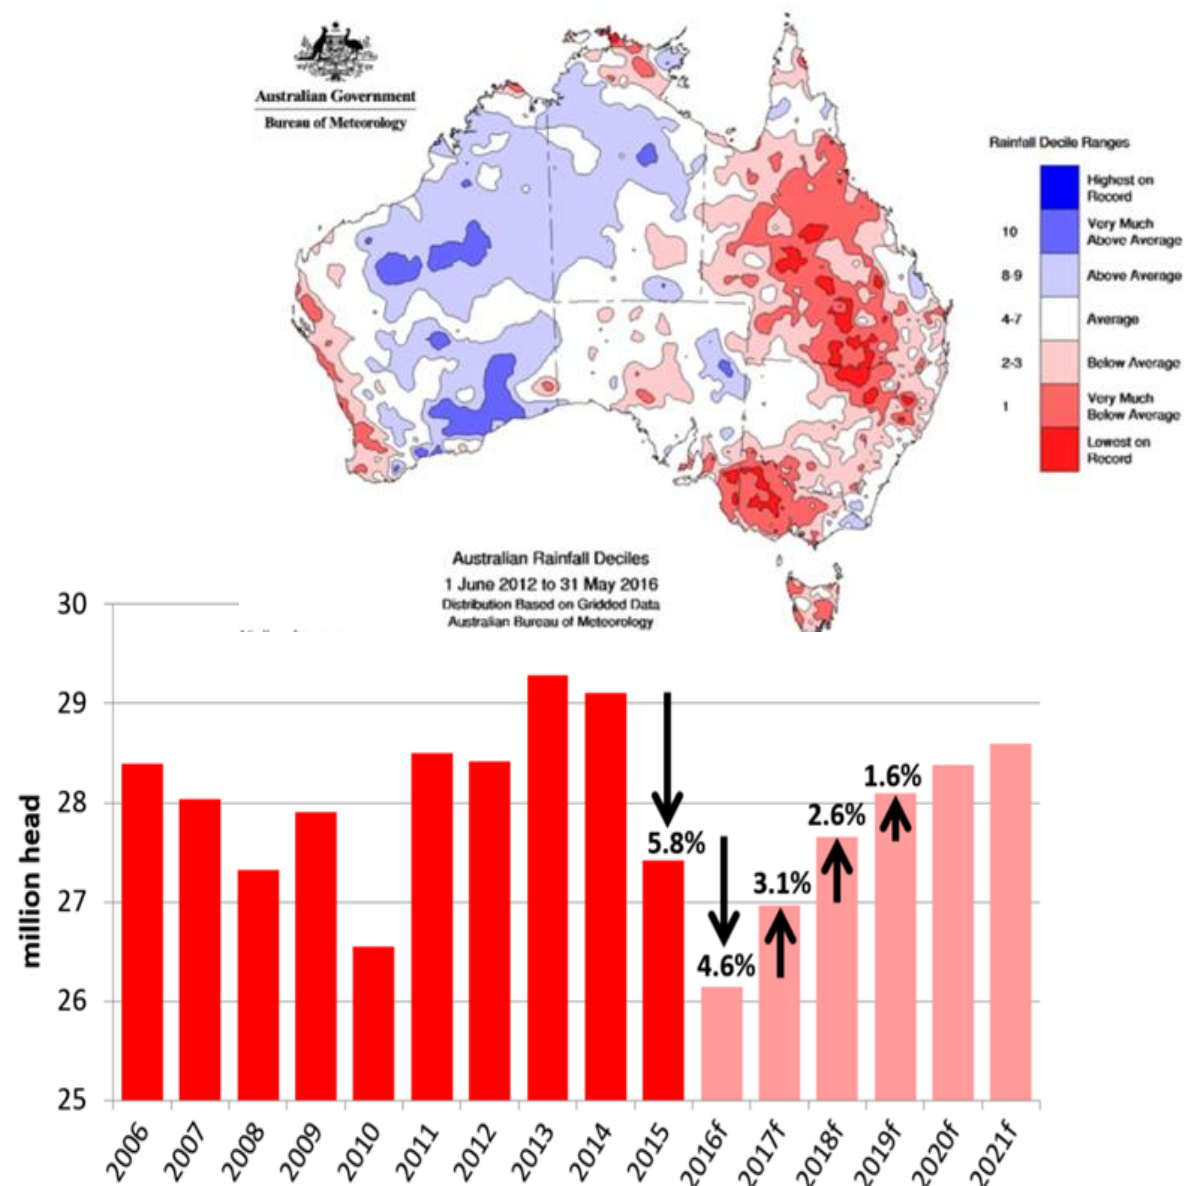 Australian Government
Bureau of Meteorology
Rainfall Decile Ranges
Highest on
Record
10
Very Much
Above Average
8-9
Above Average
4-7
Average
2-3
Below Average
1
Very Much
Below Average
Lowest on
Record
Australian Rainfall Deciles
1 June 2012 to 31 May 2016
Distribution Based on Gridded Data
Australian Bureau of Meteorology
30
29
28
27
26
25
million head
5.8%
4.6%
3.1%
2.6%
1.6%
2006
2007
2008
2009
2010
2011
2012
2013
2014
2015
2016f
2017f
2018f
2019f
2020f
2021f